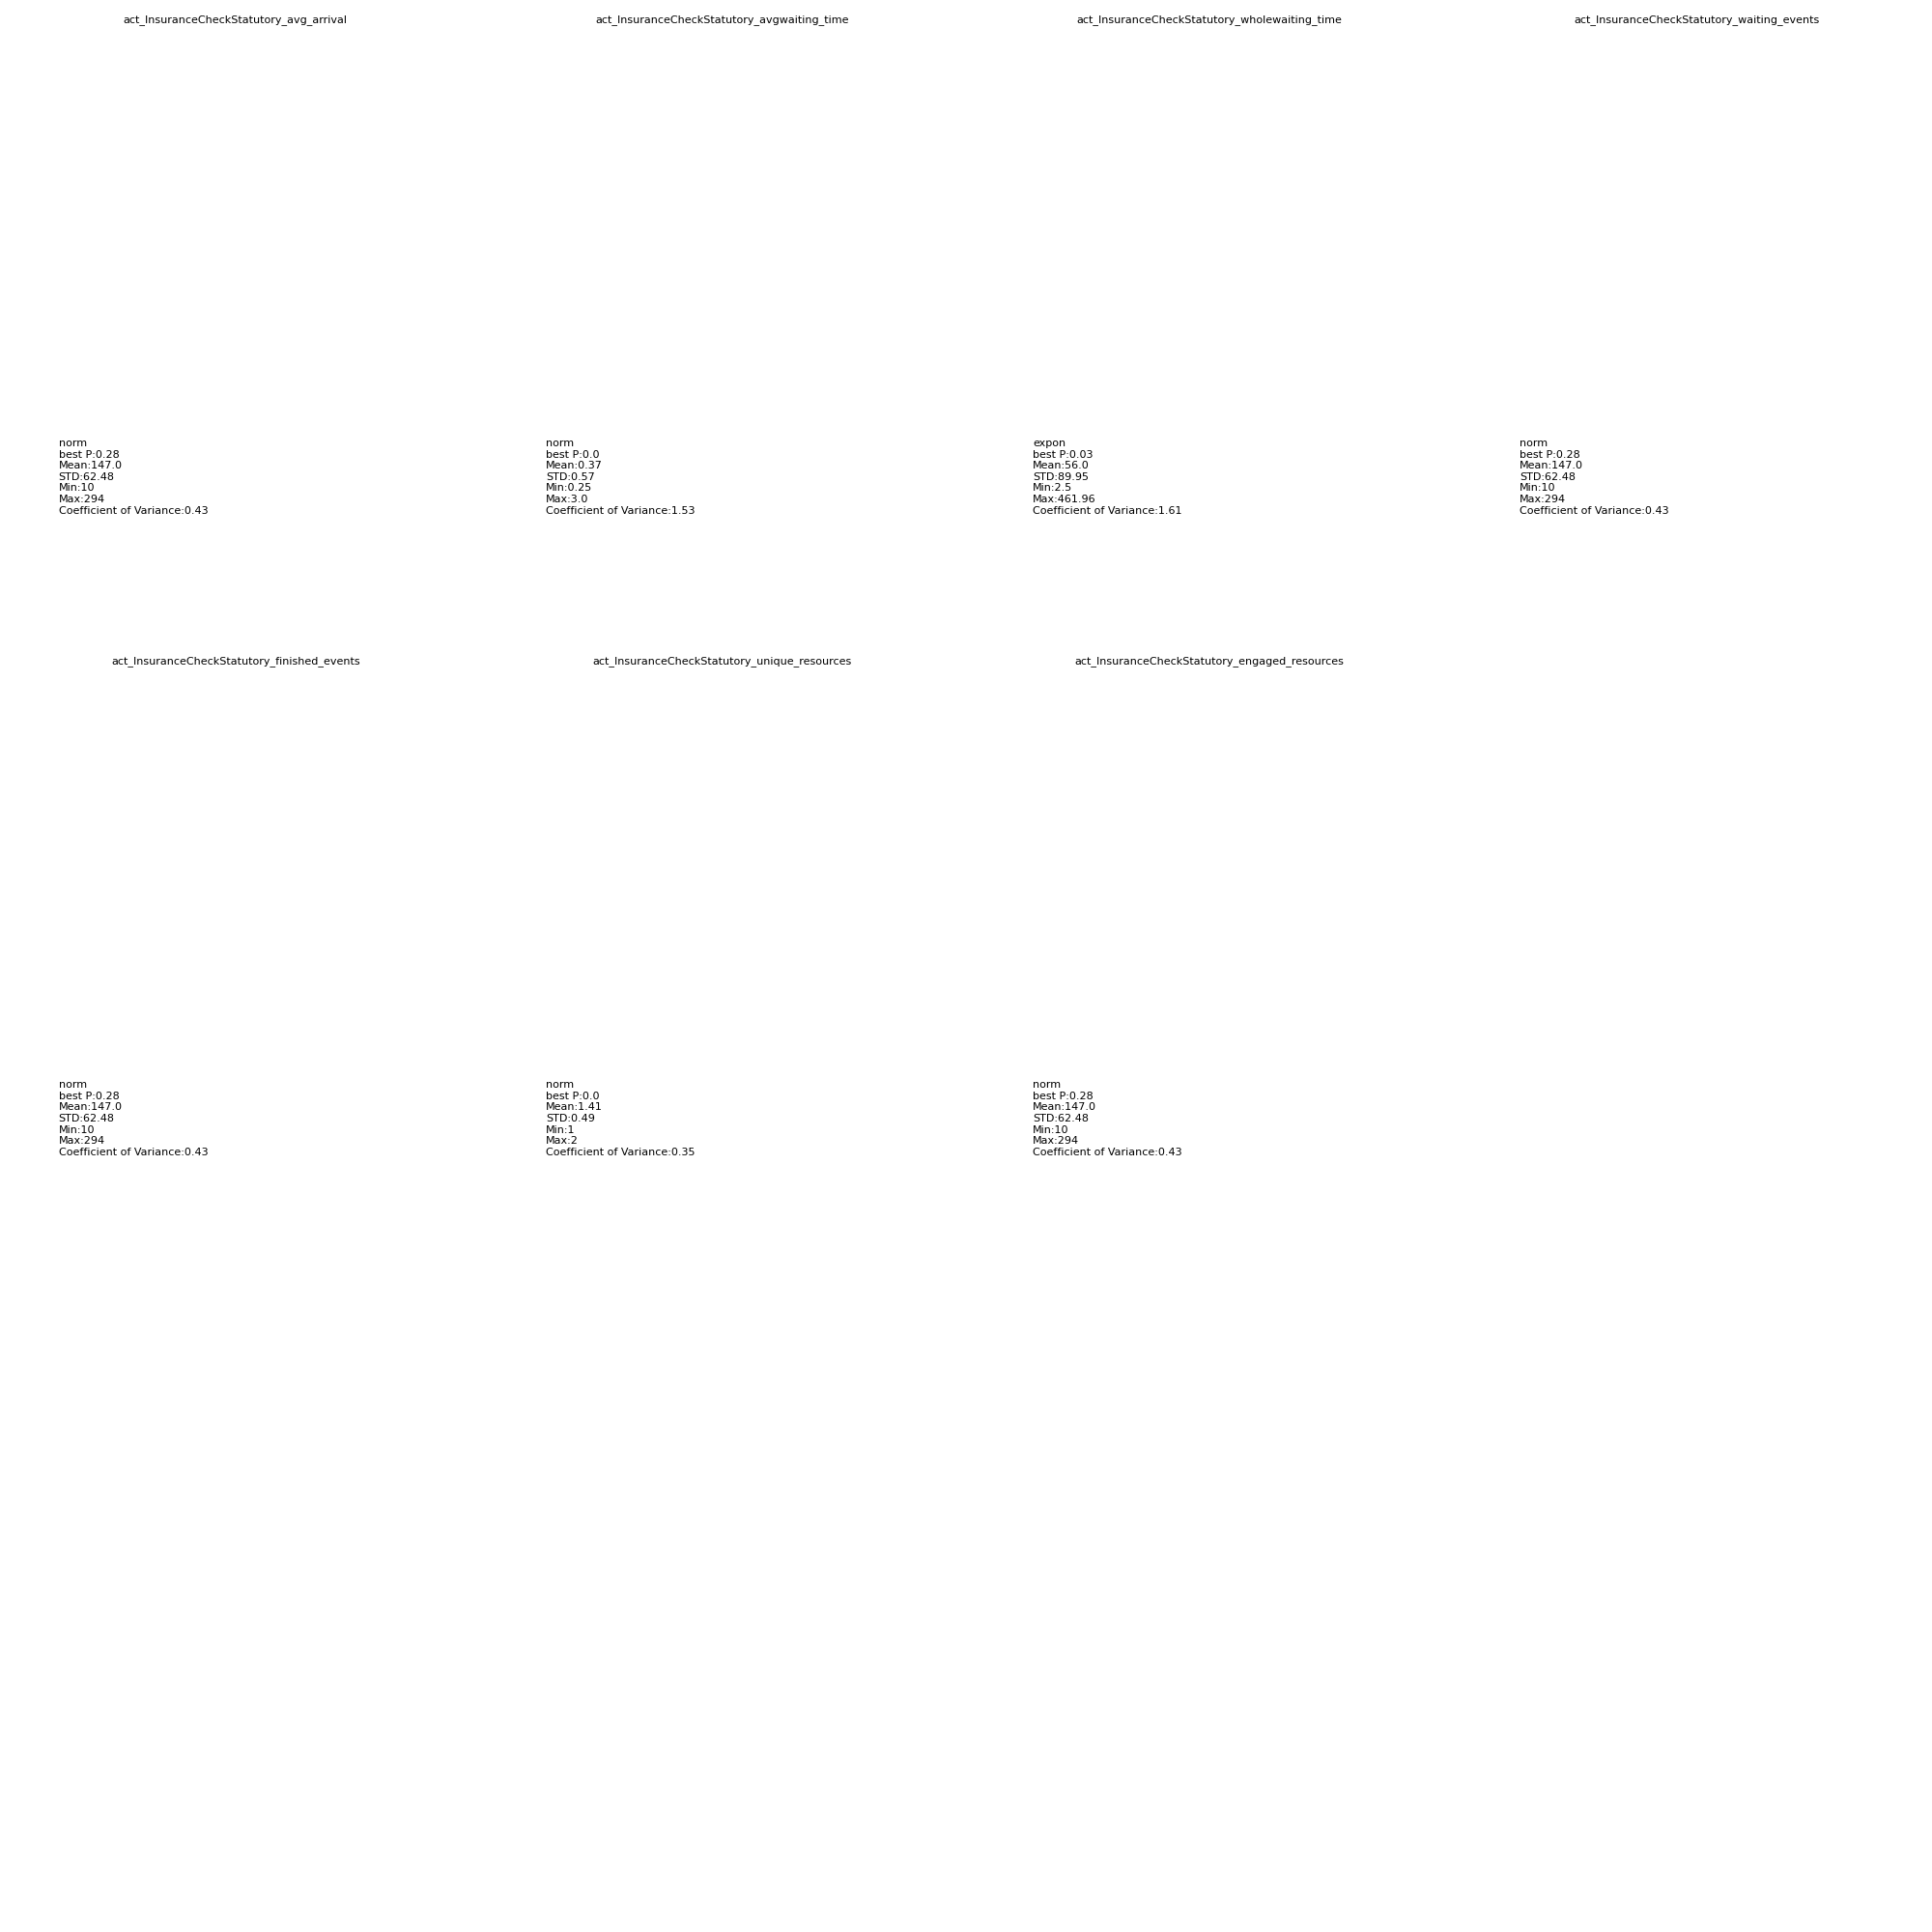 act_InsuranceCheckStatutory_avg_arrival
norm
best P:0.28
Mean:147.0
STD:62.48
Min:10
Max:294
Coefficient of Variance:0.43
act_InsuranceCheckStatutory_avgwaiting_time
norm
best P:0.0
Mean:0.37
STD:0.57
Min:0.25
Max:3.0
Coefficient of Variance:1.53
act_InsuranceCheckStatutory_wholewaiting_time
expon
best P:0.03
Mean:56.0
STD:89.95
Min:2.5
Max:461.96
Coefficient of Variance:1.61
act_InsuranceCheckStatutory_waiting_events
norm
best P:0.28
Mean:147.0
STD:62.48
Min:10
Max:294
Coefficient of Variance:0.43
act_InsuranceCheckStatutory_finished_events
norm
best P:0.28
Mean:147.0
STD:62.48
Min:10
Max:294
Coefficient of Variance:0.43
act_InsuranceCheckStatutory_unique_resources
norm
best P:0.0
Mean:1.41
STD:0.49
Min:1
Max:2
Coefficient of Variance:0.35
act_InsuranceCheckStatutory_engaged_resources
norm
best P:0.28
Mean:147.0
STD:62.48
Min:10
Max:294
Coefficient of Variance:0.43